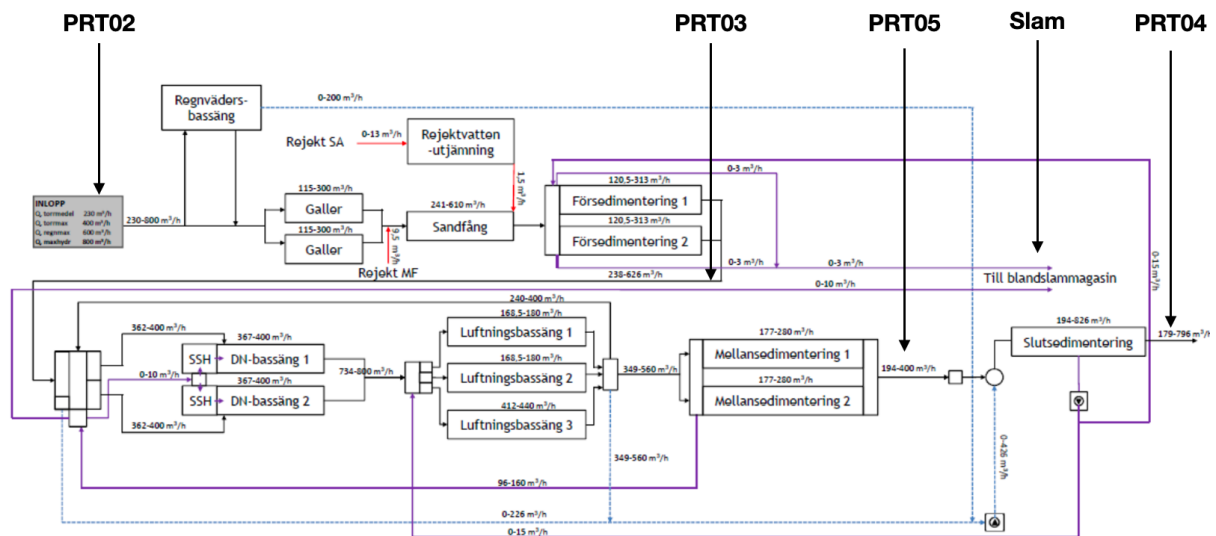 PRT02
PRT03
PRT05
Slam
PRT04
Regnväders-
bassäng
0-200 m³/h
Rejekt SA
0-13 m³/h
Rejektvatten
-utjämning
1,5 m³/h
0-3 m³/h
INLOPP
Q, torrmedel 230 m³/h
Q, torrmax 400 m³/h
Q, regnmax 600 m³/h
Q, maxhydr 800 m³/h
230-800 m³/h
115-300 m³/h
Galler
115-300 m³/h
Galler
9,5 m³/h
Rejekt MF
241-610 m³/h
Sandfång
120,5-313 m³/h
Försedimentering 1
120,5-313 m³/h
Försedimentering 2
0-3 m³/h
0-3 m³/h
238-626 m³/h
Till blandslammagasin
0-10 m³/h
0-15 m³/h
240-400 m³/h
362-400 m³/h
367-400 m³/h
SSH
DN-bassäng 1
0-10 m³/h
367-400 m³/h
SSH
DN-bassäng 2
362-400 m³/h
734-800 m³/h
168,5-180 m³/h
Luftningsbassäng 1
168,5-180 m³/h
Luftningsbassäng 2
412-440 m³/h
Luftningsbassäng 3
349-560 m³/h
349-560 m³/h
177-280 m³/h
Mellansedimentering 1
177-280 m³/h
Mellansedimentering 2
194-400 m³/h
194-826 m³/h
Slutsedimentering
179-796 m³/h
0-426 m³/h
96-160 m³/h
0-226 m³/h
0-15 m³/h